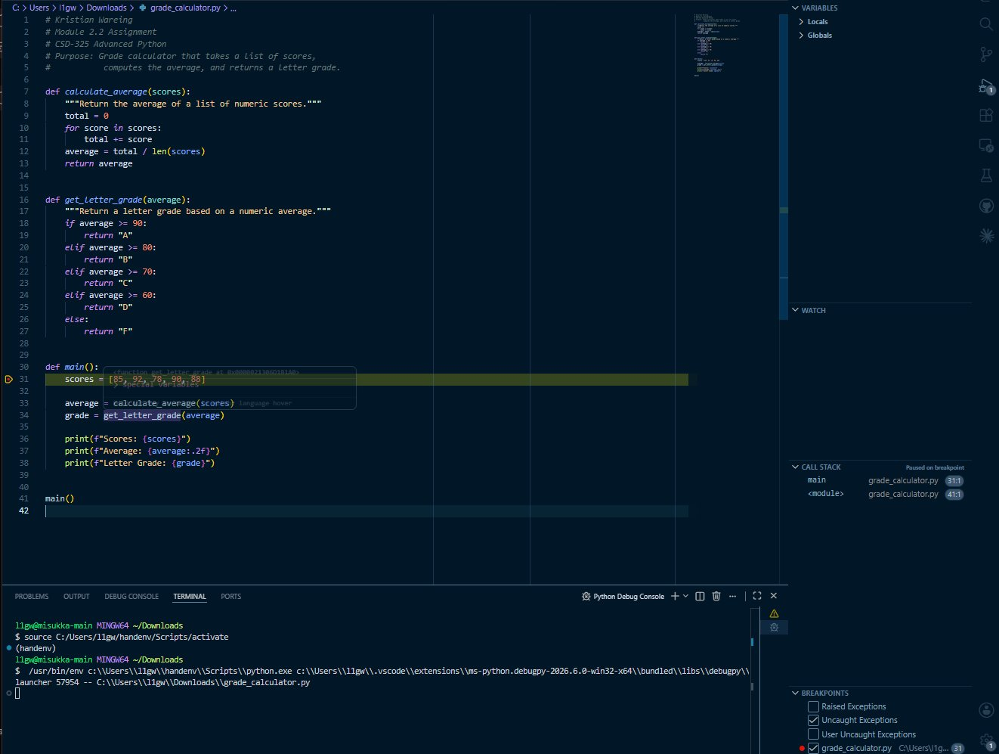 C: > Users > l1gw > Downloads > grade_calculator.py > ...
1 # Kristian Wareing
2 # Module 2.2 Assignment
3 # CSD-325 Advanced Python
4 # Purpose: Grade calculator that takes a list of scores,
5 #          computes the average, and returns a letter grade.
6
7 def calculate_average(scores):
8     """Return the average of a list of numeric scores."""
9     total = 0
10     for score in scores:
11         total += score
12     average = total / len(scores)
13     return average
14
15
16 def get_letter_grade(average):
17     """Return a letter grade based on a numeric average."""
18     if average >= 90:
19         return "A"
20     elif average >= 80:
21         return "B"
22     elif average >= 70:
23         return "C"
24     elif average >= 60:
25         return "D"
26     else:
27         return "F"
28
29
30 def main():
31     scores = [85, 92, 78, 90, 88]
> special variables
32
33     average = calculate_average(scores)
language hover
34     grade = get_letter_grade(average)
35
36     print(f"Scores: {scores}")
37     print(f"Average: {average:.2f}")
38     print(f"Letter Grade: {grade}")
39
40
41 main()
42
PROBLEMS OUTPUT DEBUG CONSOLE TERMINAL PORTS
Python Debug Console
l1gw@misukka-main MINGW64 ~/Downloads
$ source C:/Users/l1gw/handenv/Scripts/activate
(handenv)
l1gw@misukka-main MINGW64 ~/Downloads
$  /usr/bin/env c:\\Users\\l1gw\\handenv\\Scripts\\python.exe c:\\Users\\l1gw\\.vscode\\extensions\\ms-python.debugpy-2026.6.0-win32-x64\\bundled\\libs\\debugpy\\
launcher 57954 -- C:\\Users\\l1gw\\Downloads\\grade_calculator.py
VARIABLES
> Locals
> Globals
WATCH
CALL STACK Paused on breakpoint
main grade_calculator.py 31:1
<module> grade_calculator.py 41:1
BREAKPOINTS
Raised Exceptions
Uncaught Exceptions
User Uncaught Exceptions
grade_calculator.py C:\Users\l1g... 31
1
1